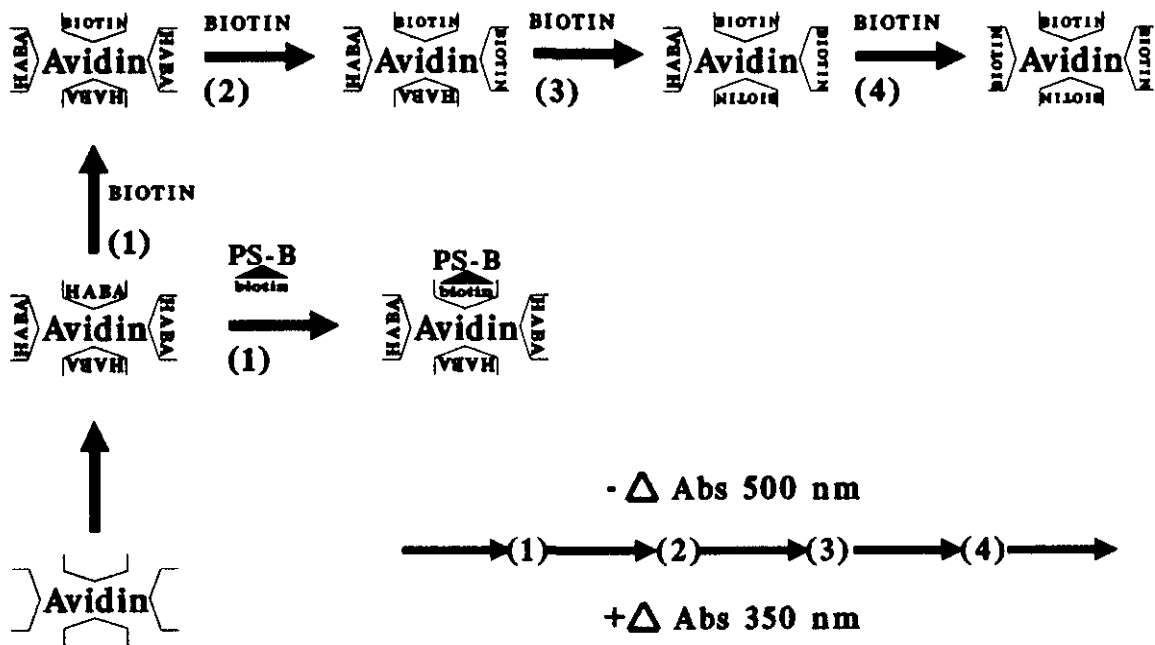 BIOTIN BIOTIN BIOTIN BIOTIN BIOTIN BIOTIN BIOTIN
HABA Avidin HABA HABA Avidin BIOTIN HABA Avidin BIOTIN BIOTIN Avidin BIOTIN
HABA (2) HABA (3) BIOTIN (4) BIOTIN
BIOTIN
(1)
PS-B PS-B
HABA biotin biotin
HABA Avidin HABA HABA Avidin HABA
HABA (1) HABA
- Δ Abs 500 nm
(1) (2) (3) (4)
Avidin
+Δ Abs 350 nm